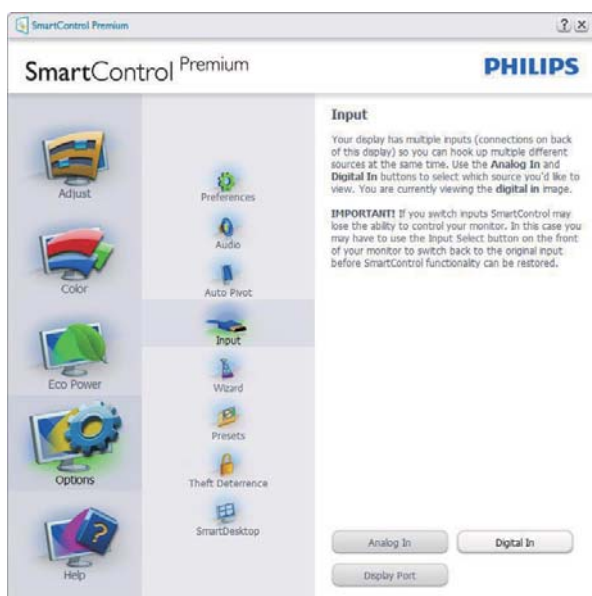 SmartControl Premium
SmartControl Premium
PHILIPS
Adjust
Color
Eco Power
Options
Help
Preferences
Audio
Auto Pivot
Input
Wizard
Presets
Theft Deterrence
SmartDesktop
Input
Your display has multiple inputs (connections on back
of this display) so you can hook up multiple different
sources at the same time. Use the Analog In and
Digital In buttons to select which source you'd like to
view. You are currently viewing the digital in image.
IMPORTANT! If you switch inputs SmartControl may
lose the ability to control your monitor. In this case you
may have to use the Input Select button on the front
of your monitor to switch back to the original input
before SmartControl functionality can be restored.
Analog In
Digital In
Display Port